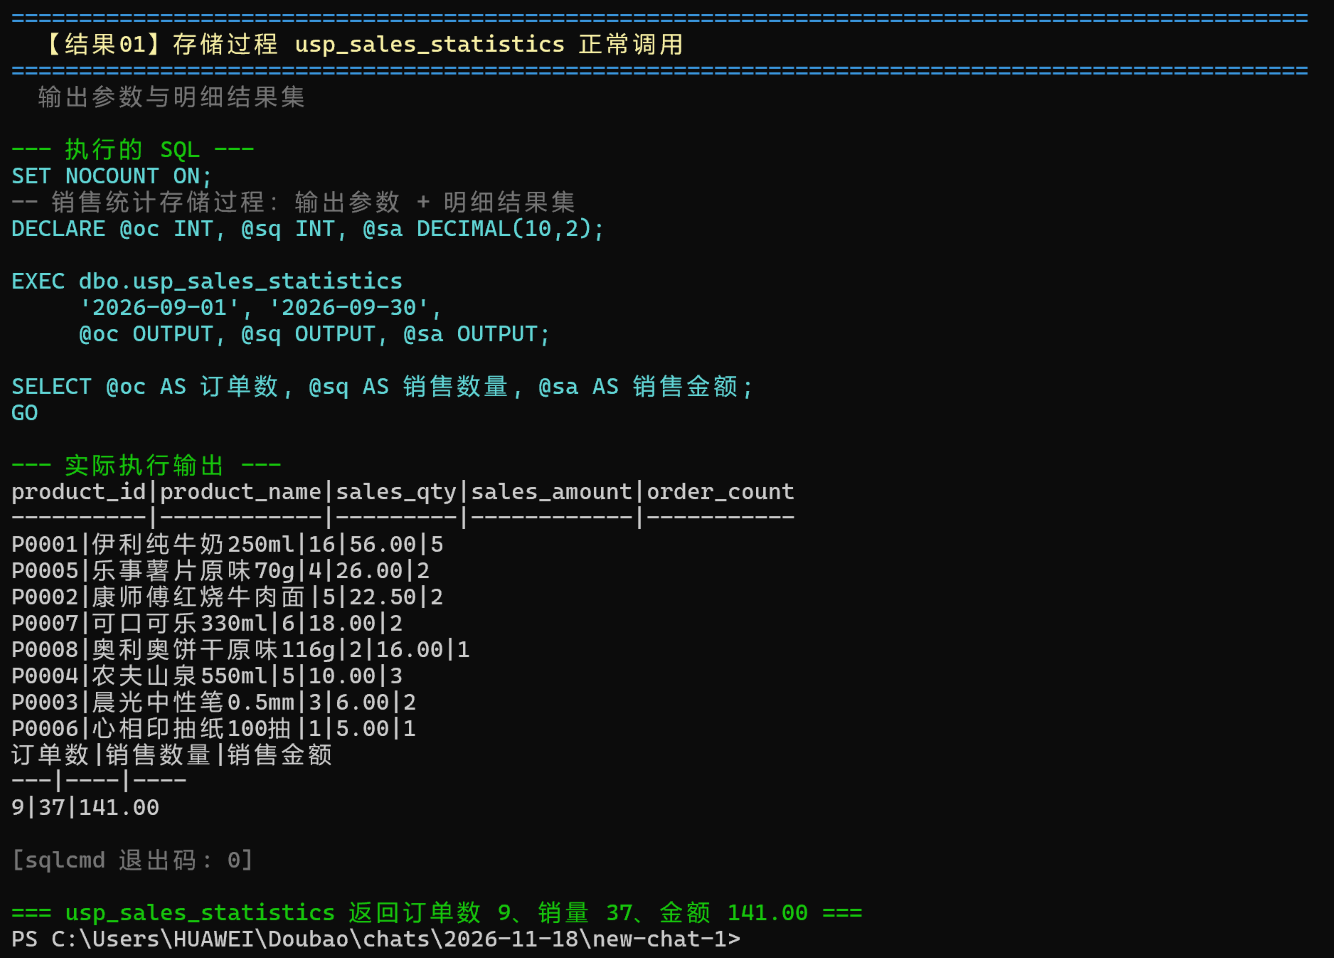 ================================================================================================
【结果01】存储过程 usp_sales_statistics 正常调用
================================================================================================
输出参数与明细结果集
--- 执行的 SQL ---
SET NOCOUNT ON;
-- 销售统计存储过程: 输出参数 + 明细结果集
DECLARE @oc INT, @sq INT, @sa DECIMAL(10,2);
EXEC dbo.usp_sales_statistics
'2026-09-01', '2026-09-30',
@oc OUTPUT, @sq OUTPUT, @sa OUTPUT;
SELECT @oc AS 订单数, @sq AS 销售数量, @sa AS 销售金额;
GO
--- 实际执行输出 ---
product_id|product_name|sales_qty|sales_amount|order_count
----------|------------|---------|------------|-----------
P0001|伊利纯牛奶250ml|16|56.00|5
P0005|乐事薯片原味70g|4|26.00|2
P0002|康师傅红烧牛肉面|5|22.50|2
P0007|可口可乐330ml|6|18.00|2
P0008|奥利奥饼干原味116g|2|16.00|1
P0004|农夫山泉550ml|5|10.00|3
P0003|晨光中性笔0.5mm|3|6.00|2
P0006|心相印抽纸100抽|1|5.00|1
订单数|销售数量|销售金额
---|----|----
9|37|141.00
[sqlcmd 退出码: 0]
=== usp_sales_statistics 返回订单数 9、销量 37、金额 141.00 ===
PS C:\Users\HUAWEI\Doubao\chats\2026-11-18\new-chat-1>